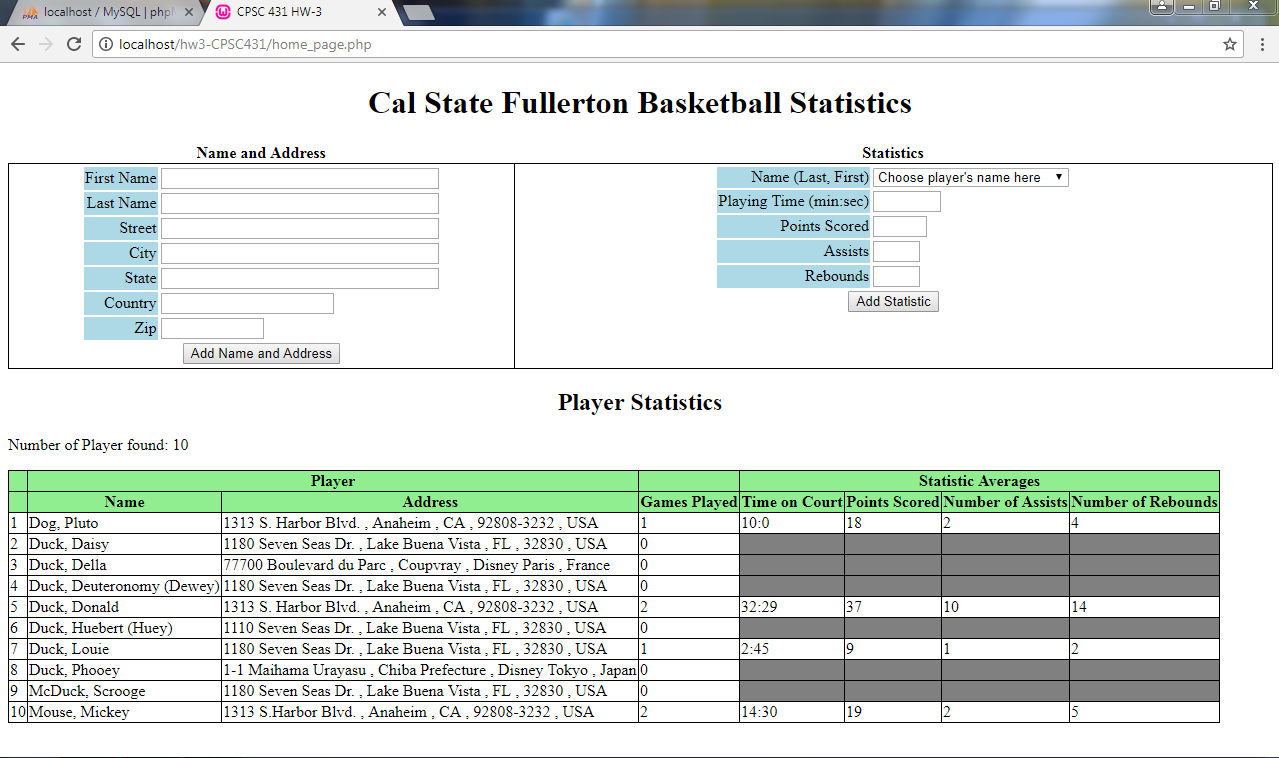 localhost / MySQL | php
CPSC 431 HW-3
localhost/hw3-CPSC431/home_page.php
Cal State Fullerton Basketball Statistics
Name and Address
First Name
Last Name
Street
City
State
Country
Zip
Add Name and Address
Statistics
Name (Last, First) Choose player's name here
Playing Time (min:sec)
Points Scored
Assists
Rebounds
Add Statistic
Player Statistics
Number of Player found: 10
Player Statistic Averages
Name Address Games Played Time on Court Points Scored Number of Assists Number of Rebounds
1 Dog, Pluto 1313 S. Harbor Blvd. , Anaheim , CA , 92808-3232 , USA 1 10:0 18 2 4
2 Duck, Daisy 1180 Seven Seas Dr. , Lake Buena Vista , FL , 32830 , USA 0
3 Duck, Della 77700 Boulevard du Parc , Coupvray , Disney Paris , France 0
4 Duck, Deuteronomy (Dewey) 1180 Seven Seas Dr. , Lake Buena Vista , FL , 32830 , USA 0
5 Duck, Donald 1313 S. Harbor Blvd. , Anaheim , CA , 92808-3232 , USA 2 32:29 37 10 14
6 Duck, Huebert (Huey) 1110 Seven Seas Dr. , Lake Buena Vista , FL , 32830 , USA 0
7 Duck, Louie 1180 Seven Seas Dr. , Lake Buena Vista , FL , 32830 , USA 1 2:45 9 1 2
8 Duck, Phooey 1-1 Maihama Urayasu , Chiba Prefecture , Disney Tokyo , Japan 0
9 McDuck, Scrooge 1180 Seven Seas Dr. , Lake Buena Vista , FL , 32830 , USA 0
10 Mouse, Mickey 1313 S.Harbor Blvd. , Anaheim , CA , 92808-3232 , USA 2 14:30 19 2 5